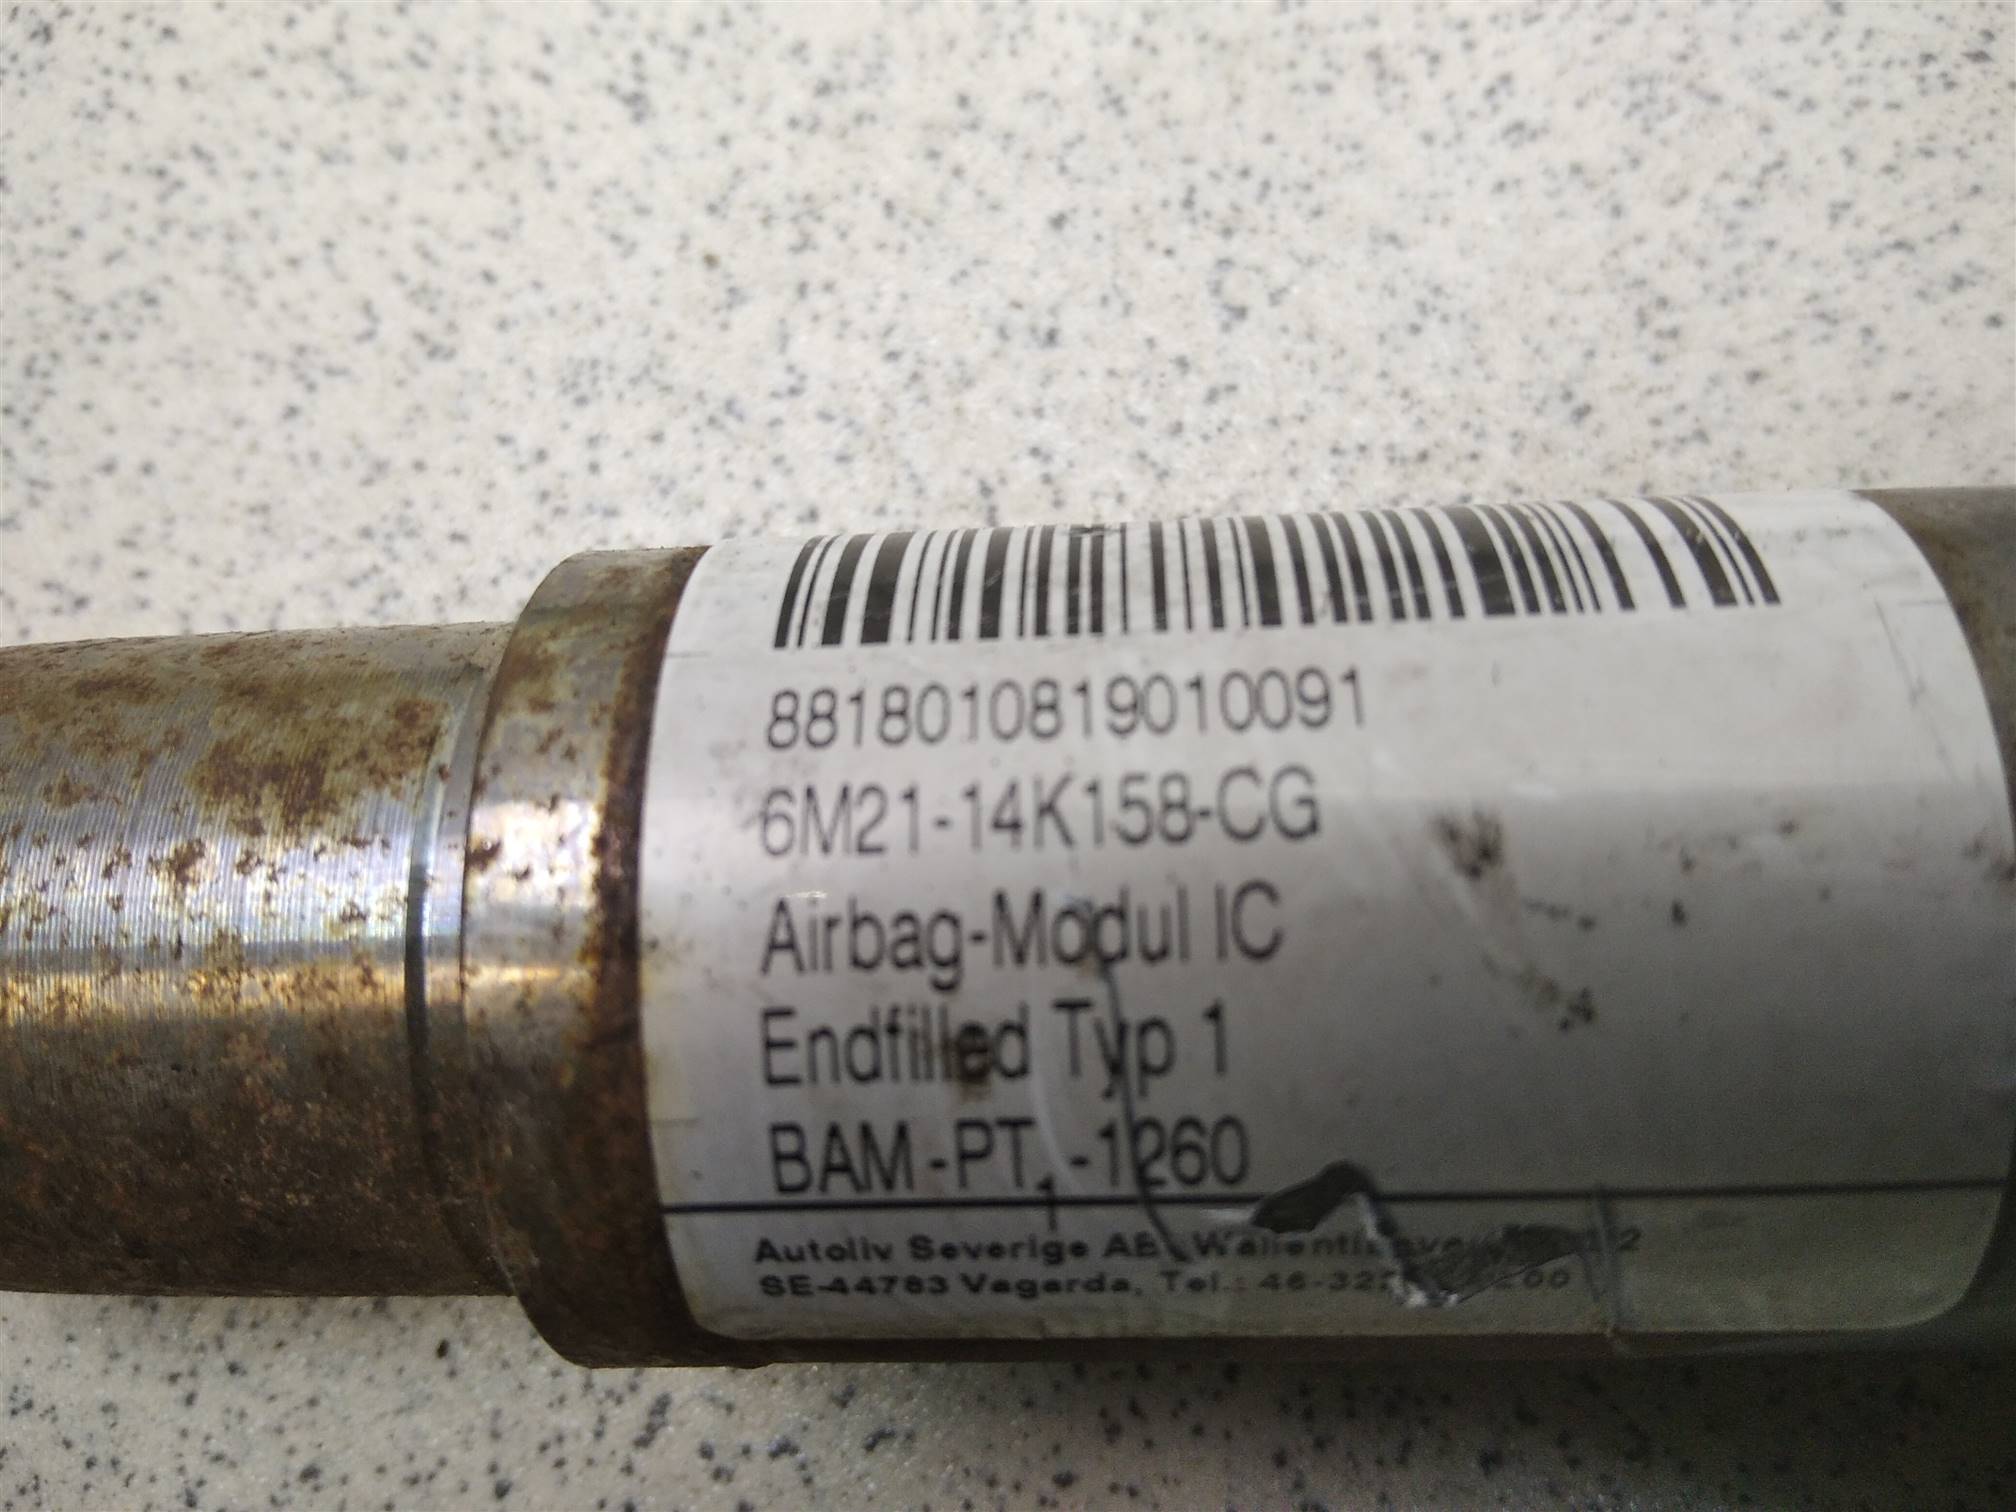 8818010819010091
6M21-14K158-CG
Airbag-Modul IC
Endfilled Typ 1
BAM-PT -1260
1
Autoliv Severige AB
SE-44783 Vagarda, Tel.: